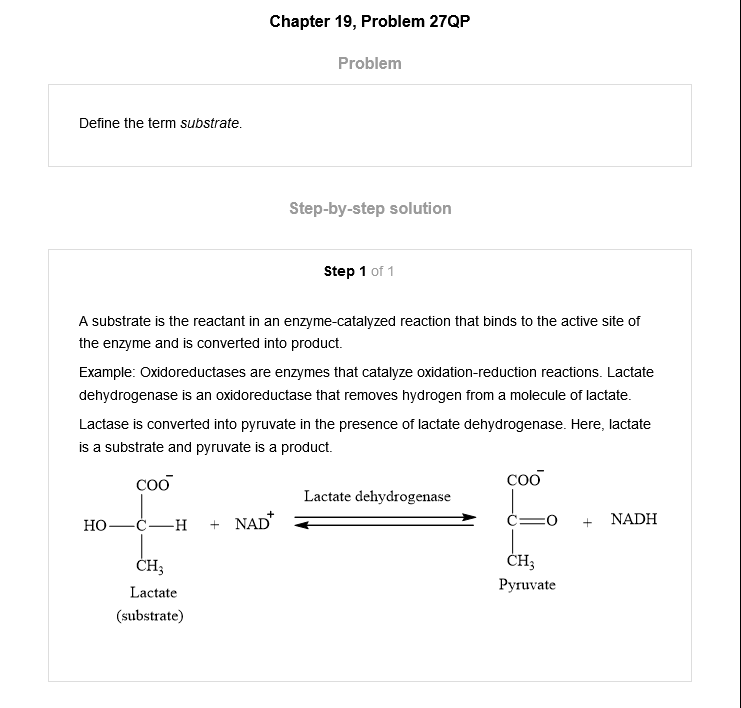 Chapter 19, Problem 27QP
Problem
Define the term substrate.
Step-by-step solution
Step 1 of 1
A substrate is the reactant in an enzyme-catalyzed reaction that binds to the active site of
the enzyme and is converted into product.
Example: Oxidoreductases are enzymes that catalyze oxidation-reduction reactions. Lactate
dehydrogenase is an oxidoreductase that removes hydrogen from a molecule of lactate.
Lactase is converted into pyruvate in the presence of lactate dehydrogenase. Here, lactate
is a substrate and pyruvate is a product.
COO⁻ COO⁻
Lactate dehydrogenase
HO—C—H + NAD⁺ C=O + NADH
CH₃ CH₃
Lactate Pyruvate
(substrate)